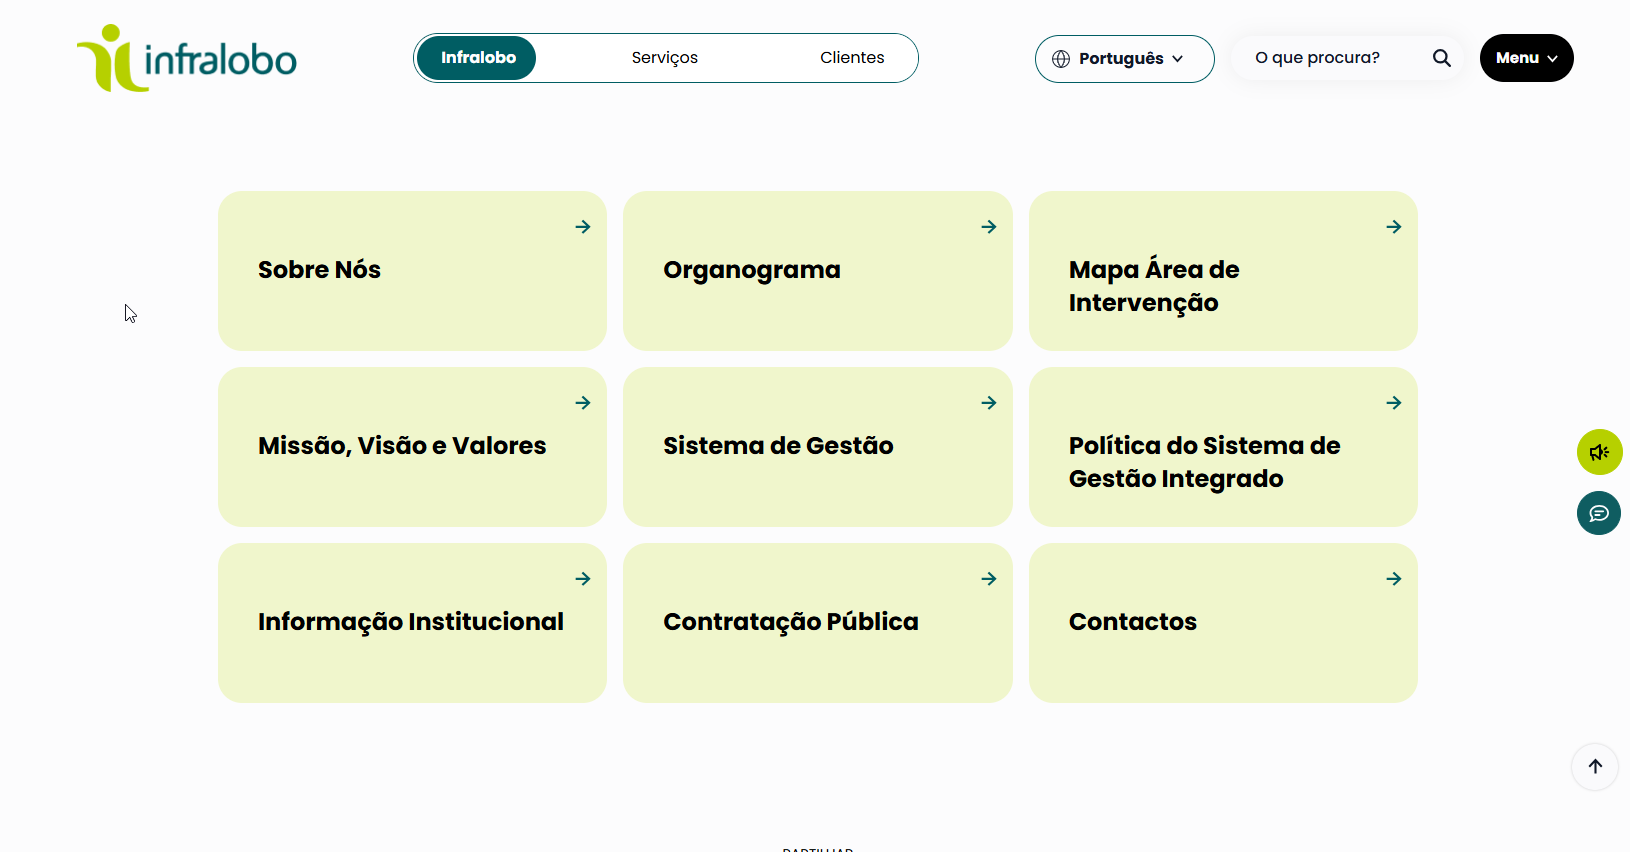 infralobo
Infralobo
Serviços
Clientes
Português
O que procura?
Menu
Sobre Nós
Organograma
Mapa Área de
Intervenção
Missão, Visão e Valores
Sistema de Gestão
Política do Sistema de
Gestão Integrado
Informação Institucional
Contratação Pública
Contactos
PARTILHAR